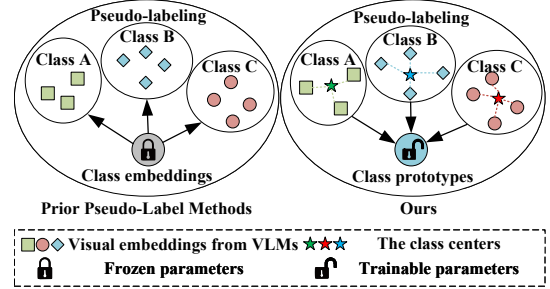 Pseudo-labeling
Class A
Class B
Class C
Class embeddings
Prior Pseudo-Label Methods
Pseudo-labeling
Class A
Class B
Class C
Class prototypes
Ours
Visual embeddings from VLMs
The class centers
Frozen parameters
Trainable parameters